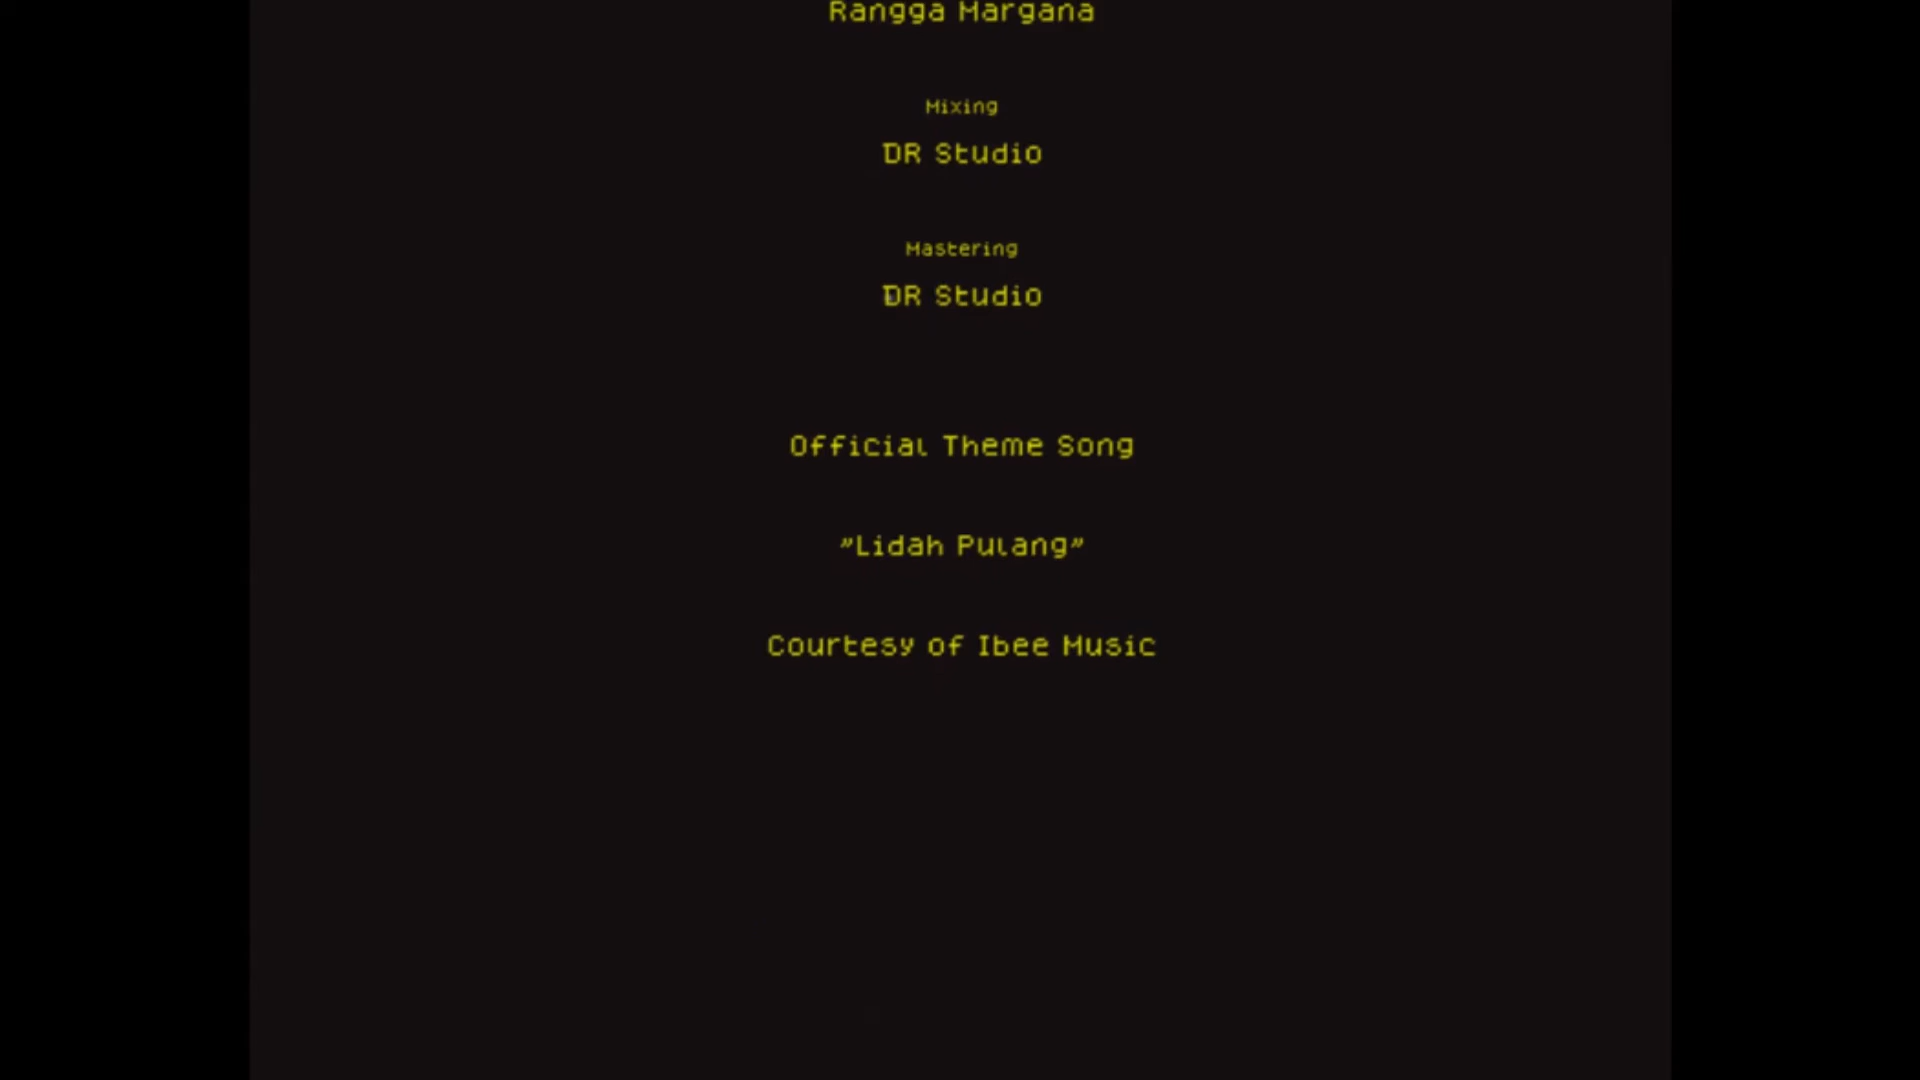 Rangga Margana
Mixing
DR Studio
Mastering
DR Studio
Official Theme Song
"Lidah Pulang"
Courtesy of Ibee Music